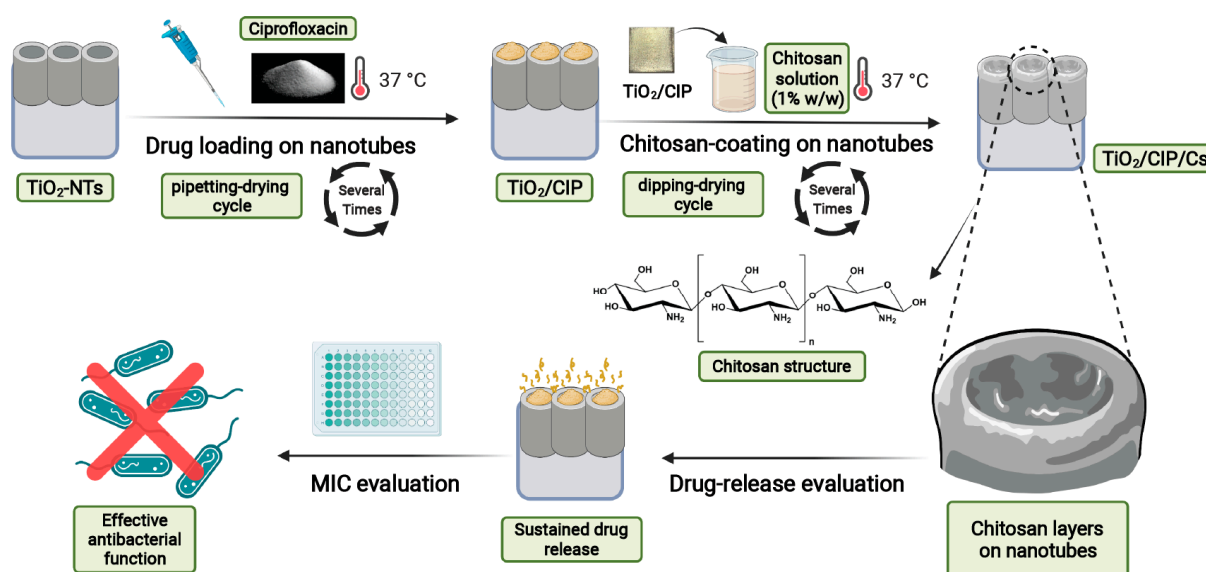 Ciprofloxacin
37 °C
Drug loading on nanotubes
TiO₂-NTs
pipetting-drying
cycle
Several
Times
TiO₂/CIP
Chitosan
solution
(1% w/w)
37 °C
Chitosan-coating on nanotubes
TiO₂/CIP
dipping-drying
cycle
Several
Times
TiO₂/CIP/Cs
OH
HO
O
HO
NH₂
O
OH
O
HO
NH₂
n
O
OH
O
OH
HO
NH₂
Chitosan structure
Chitosan layers
on nanotubes
Drug-release evaluation
Sustained drug
release
MIC evaluation
Effective
antibacterial
function